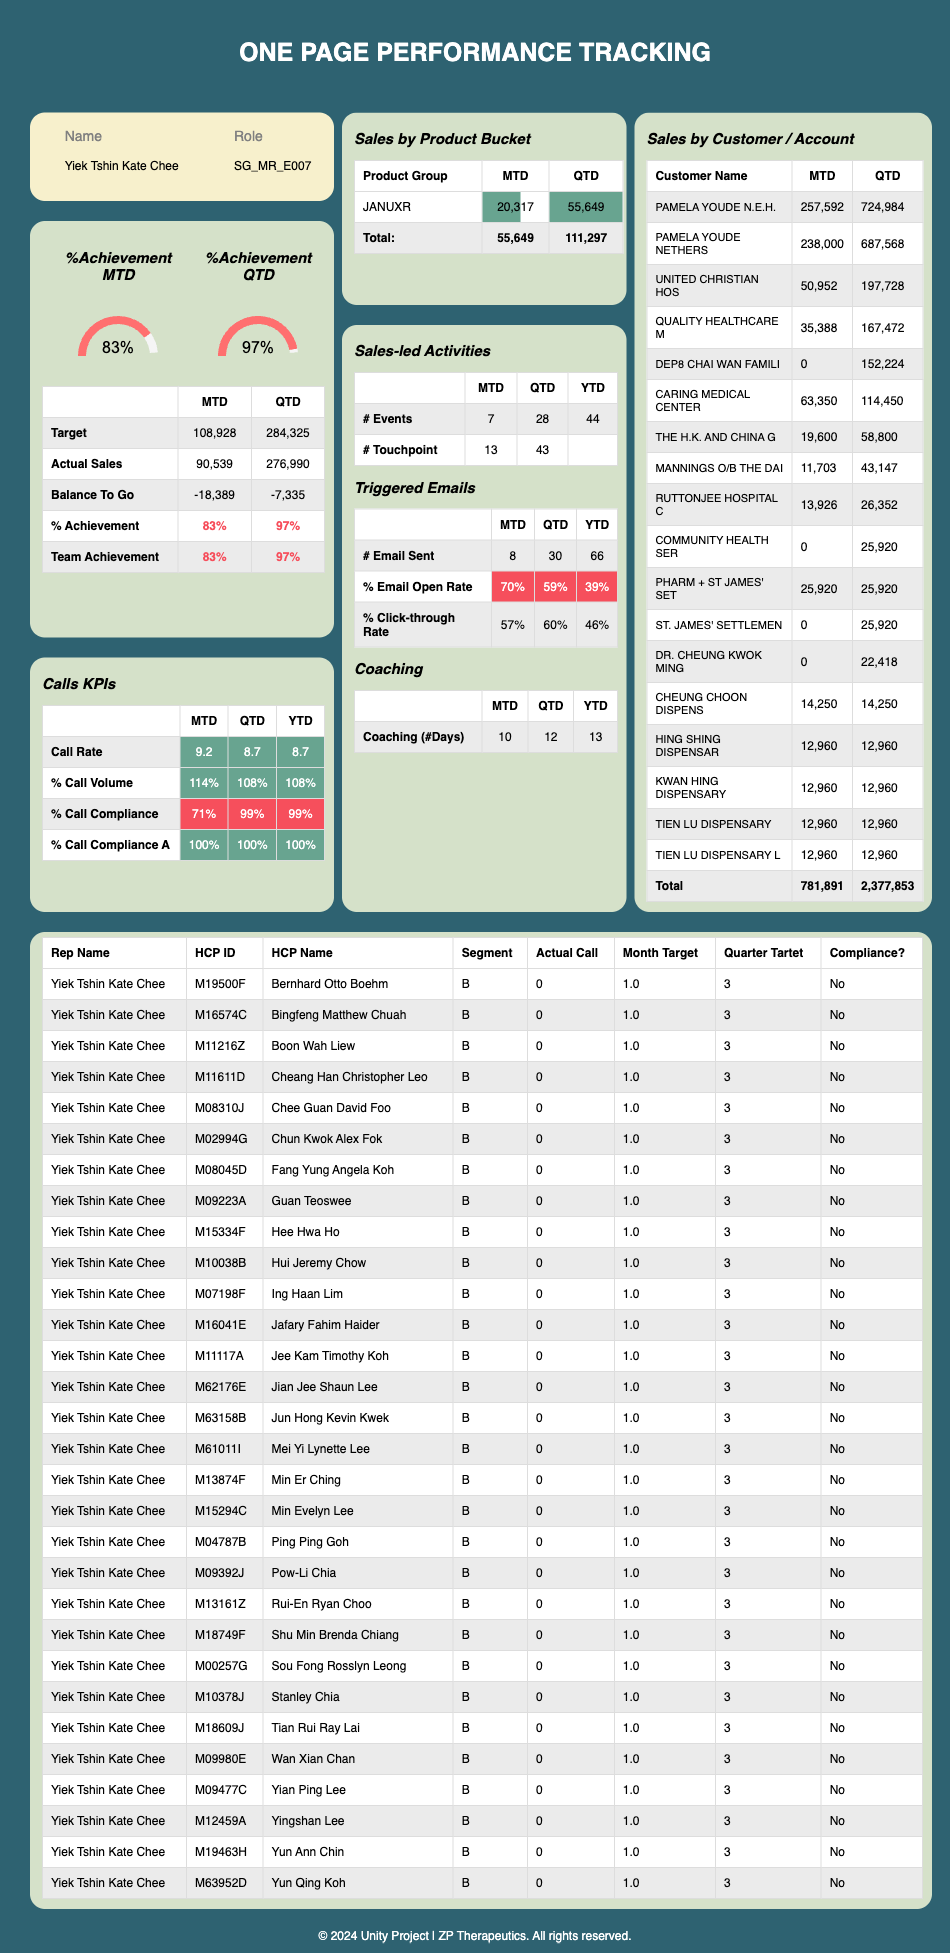 ONE PAGE PERFORMANCE TRACKING
Name Role
Yiek Tshin Kate Chee SG_MR_E007
%Achievement MTD %Achievement QTD
83% 97%
MTD QTD
Target 108,928 284,325
Actual Sales 90,539 276,990
Balance To Go -18,389 -7,335
% Achievement 83% 97%
Team Achievement 83% 97%
Calls KPIs
MTD QTD YTD
Call Rate 9.2 8.7 8.7
% Call Volume 114% 108% 108%
% Call Compliance 71% 99% 99%
% Call Compliance A 100% 100% 100%
Sales by Product Bucket
Product Group MTD QTD
JANUXR 20,317 55,649
Total: 55,649 111,297
Sales-led Activities
MTD QTD YTD
# Events 7 28 44
# Touchpoint 13 43
Triggered Emails
MTD QTD YTD
# Email Sent 8 30 66
% Email Open Rate 70% 59% 39%
% Click-through Rate 57% 60% 46%
Coaching
MTD QTD YTD
Coaching (#Days) 10 12 13
Sales by Customer / Account
Customer Name MTD QTD
PAMELA YOUDE N.E.H. 257,592 724,984
PAMELA YOUDE NETHERS 238,000 687,568
UNITED CHRISTIAN HOS 50,952 197,728
QUALITY HEALTHCARE M 35,388 167,472
DEP8 CHAI WAN FAMILI 0 152,224
CARING MEDICAL CENTER 63,350 114,450
THE H.K. AND CHINA G 19,600 58,800
MANNINGS O/B THE DAI 11,703 43,147
RUTTONJEE HOSPITAL C 13,926 26,352
COMMUNITY HEALTH SER 0 25,920
PHARM + ST JAMES' SET 25,920 25,920
ST. JAMES' SETTLEMEN 0 25,920
DR. CHEUNG KWOK MING 0 22,418
CHEUNG CHOON DISPENS 14,250 14,250
HING SHING DISPENSAR 12,960 12,960
KWAN HING DISPENSARY 12,960 12,960
TIEN LU DISPENSARY 12,960 12,960
TIEN LU DISPENSARY L 12,960 12,960
Total 781,891 2,377,853
Rep Name HCP ID HCP Name Segment Actual Call Month Target Quarter Tartet Compliance?
Yiek Tshin Kate Chee M19500F Bernhard Otto Boehm B 0 1.0 3 No
Yiek Tshin Kate Chee M16574C Bingfeng Matthew Chuah B 0 1.0 3 No
Yiek Tshin Kate Chee M11216Z Boon Wah Liew B 0 1.0 3 No
Yiek Tshin Kate Chee M11611D Cheang Han Christopher Leo B 0 1.0 3 No
Yiek Tshin Kate Chee M08310J Chee Guan David Foo B 0 1.0 3 No
Yiek Tshin Kate Chee M02994G Chun Kwok Alex Fok B 0 1.0 3 No
Yiek Tshin Kate Chee M08045D Fang Yung Angela Koh B 0 1.0 3 No
Yiek Tshin Kate Chee M09223A Guan Teoswee B 0 1.0 3 No
Yiek Tshin Kate Chee M15334F Hee Hwa Ho B 0 1.0 3 No
Yiek Tshin Kate Chee M10038B Hui Jeremy Chow B 0 1.0 3 No
Yiek Tshin Kate Chee M07198F Ing Haan Lim B 0 1.0 3 No
Yiek Tshin Kate Chee M16041E Jafary Fahim Haider B 0 1.0 3 No
Yiek Tshin Kate Chee M11117A Jee Kam Timothy Koh B 0 1.0 3 No
Yiek Tshin Kate Chee M62176E Jian Jee Shaun Lee B 0 1.0 3 No
Yiek Tshin Kate Chee M63158B Jun Hong Kevin Kwek B 0 1.0 3 No
Yiek Tshin Kate Chee M61011I Mei Yi Lynette Lee B 0 1.0 3 No
Yiek Tshin Kate Chee M13874F Min Er Ching B 0 1.0 3 No
Yiek Tshin Kate Chee M15294C Min Evelyn Lee B 0 1.0 3 No
Yiek Tshin Kate Chee M04787B Ping Ping Goh B 0 1.0 3 No
Yiek Tshin Kate Chee M09392J Pow-Li Chia B 0 1.0 3 No
Yiek Tshin Kate Chee M13161Z Rui-En Ryan Choo B 0 1.0 3 No
Yiek Tshin Kate Chee M18749F Shu Min Brenda Chiang B 0 1.0 3 No
Yiek Tshin Kate Chee M00257G Sou Fong Rosslyn Leong B 0 1.0 3 No
Yiek Tshin Kate Chee M10378J Stanley Chia B 0 1.0 3 No
Yiek Tshin Kate Chee M18609J Tian Rui Ray Lai B 0 1.0 3 No
Yiek Tshin Kate Chee M09980E Wan Xian Chan B 0 1.0 3 No
Yiek Tshin Kate Chee M09477C Yian Ping Lee B 0 1.0 3 No
Yiek Tshin Kate Chee M12459A Yingshan Lee B 0 1.0 3 No
Yiek Tshin Kate Chee M19463H Yun Ann Chin B 0 1.0 3 No
Yiek Tshin Kate Chee M63952D Yun Qing Koh B 0 1.0 3 No
© 2024 Unity Project | ZP Therapeutics. All rights reserved.